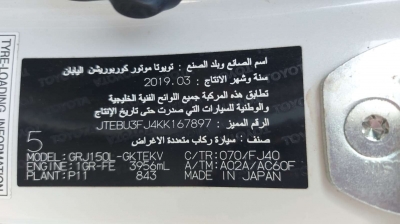 اسم الصانع وبلد الصنع : تويوتا موتور كوربوريشن اليابان
سنة وشهر الانتاج : 2019.03
تطابق هذه المركبة جميع اللوائح الفنية الخليجية
والوطنية للسيارات التي صدرت حتى تاريخ الإنتاج
الرقم المميز : JTEBU3FJ4KK167897
صنف : سيارة ركاب متعددة الاغراض
5
MODEL:GRJ150L-GKTEKV C/TR:070/FJ40
ENGINE:1GR-FE 3956mL A/TM:A02A/AC60F
PLANT:P11 843 MADE IN JAPAN
TYRE-LOADING INFORMATION